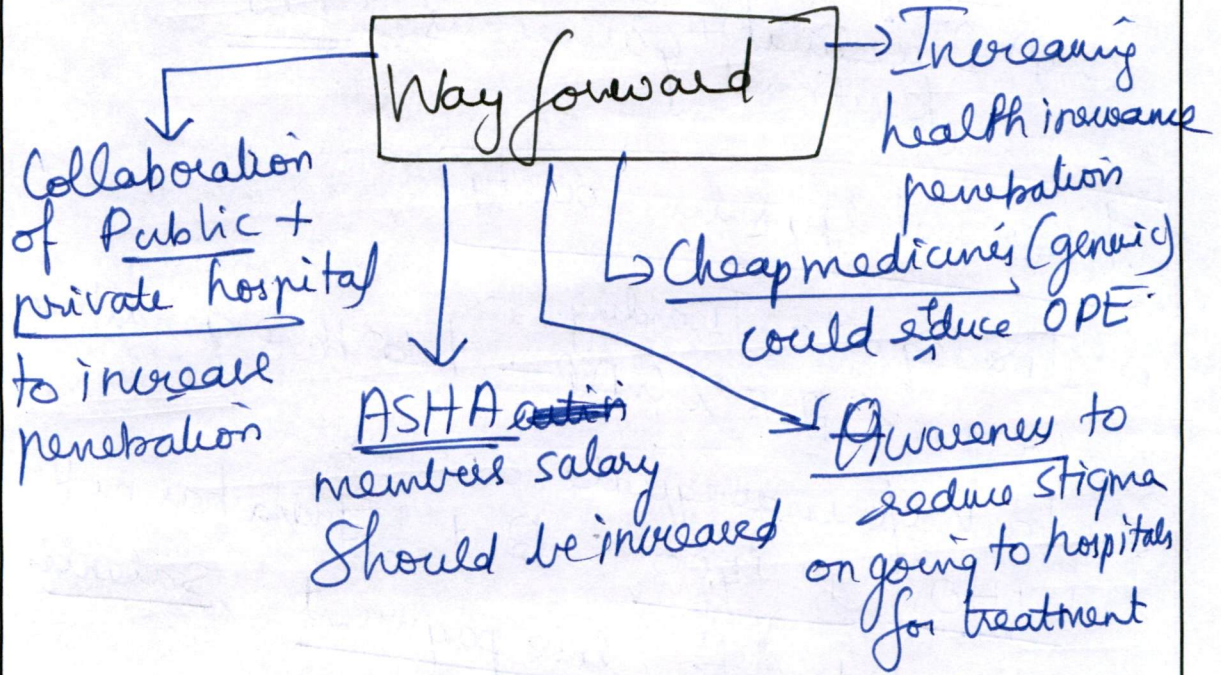 Way forward
Collaboration
of Public +
private hospital
to increase
penetration
ASHA
members salary
Should be increased
Awareness to
reduce stigma
on going to hospitals
for treatment
Cheap medicines (generic)
could reduce OPE
Increasing
health insurance
penetration